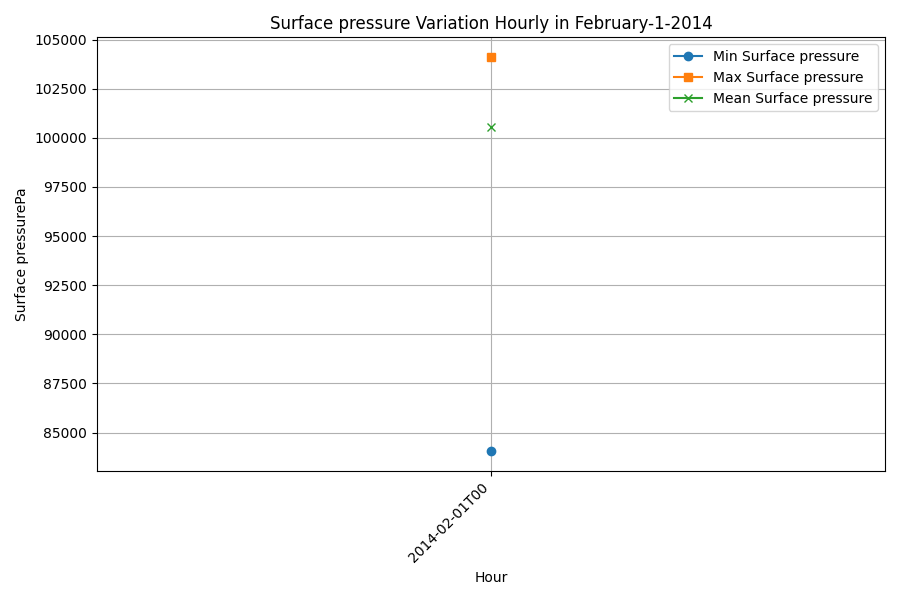 Surface pressure Variation Hourly in February-1-2014
Min Surface pressure
Max Surface pressure
Mean Surface pressure
105000
102500
100000
97500
95000
92500
90000
87500
85000
Surface pressurePa
2014-02-01T00
Hour